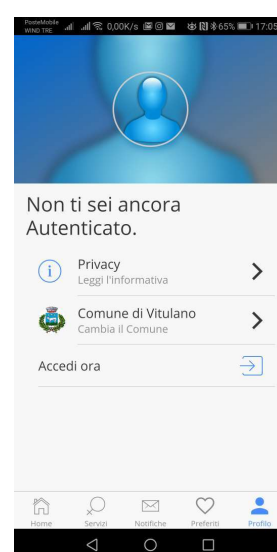 PosteMobile
WIND TRE
0,00K/s
65%
17:05
Non ti sei ancora
Autenticato.
Privacy
Leggi l'informativa
Comune di Vitulano
Cambia il Comune
Accedi ora
Home
Servizi
Notifiche
Preferiti
Profilo